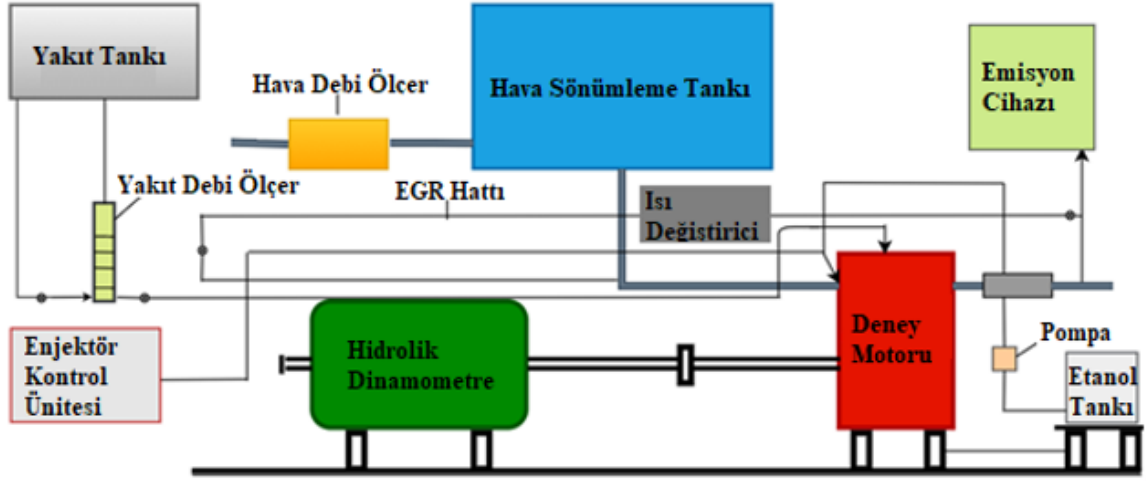 Yakıt Tankı
Hava Debi Ölçer
Hava Sönümleme Tankı
Emisyon
Cihazı
Yakıt Debi Ölçer
EGR Hattı
Isı
Değiştirici
Enjektör
Kontrol
Ünitesi
Hidrolik
Dinamometre
Deney
Motoru
Pompa
Etanol
Tankı